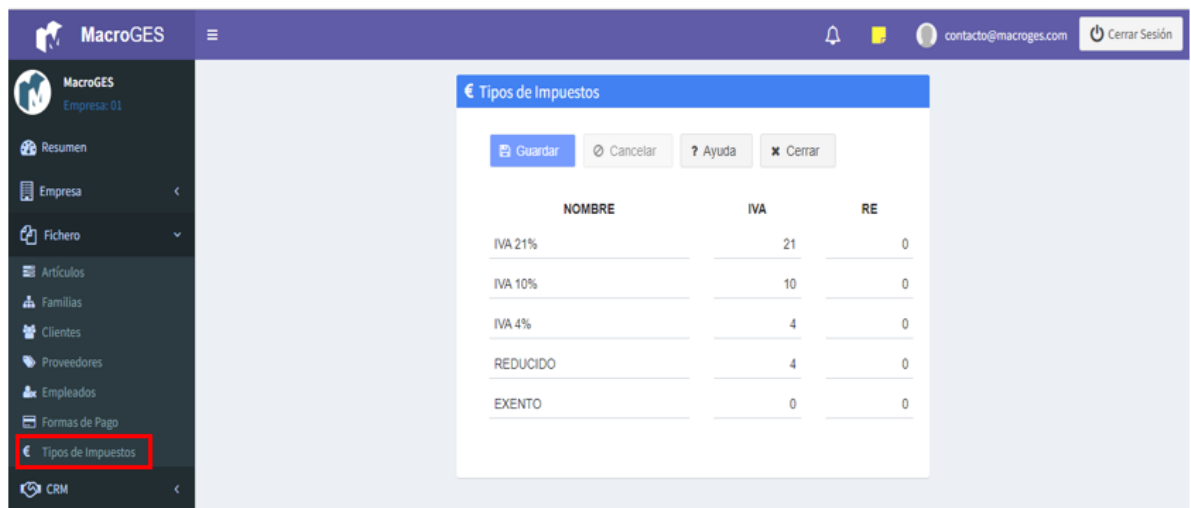 MacroGES
contacto@macroges.com
Cerrar Sesión
MacroGES
Empresa: 01
Resumen
Empresa
Fichero
Artículos
Familias
Clientes
Proveedores
Empleados
Formas de Pago
€ Tipos de Impuestos
CRM
€ Tipos de Impuestos
Guardar Cancelar ? Ayuda Cerrar
NOMBRE IVA RE
IVA 21% 21 0
IVA 10% 10 0
IVA 4% 4 0
REDUCIDO 4 0
EXENTO 0 0